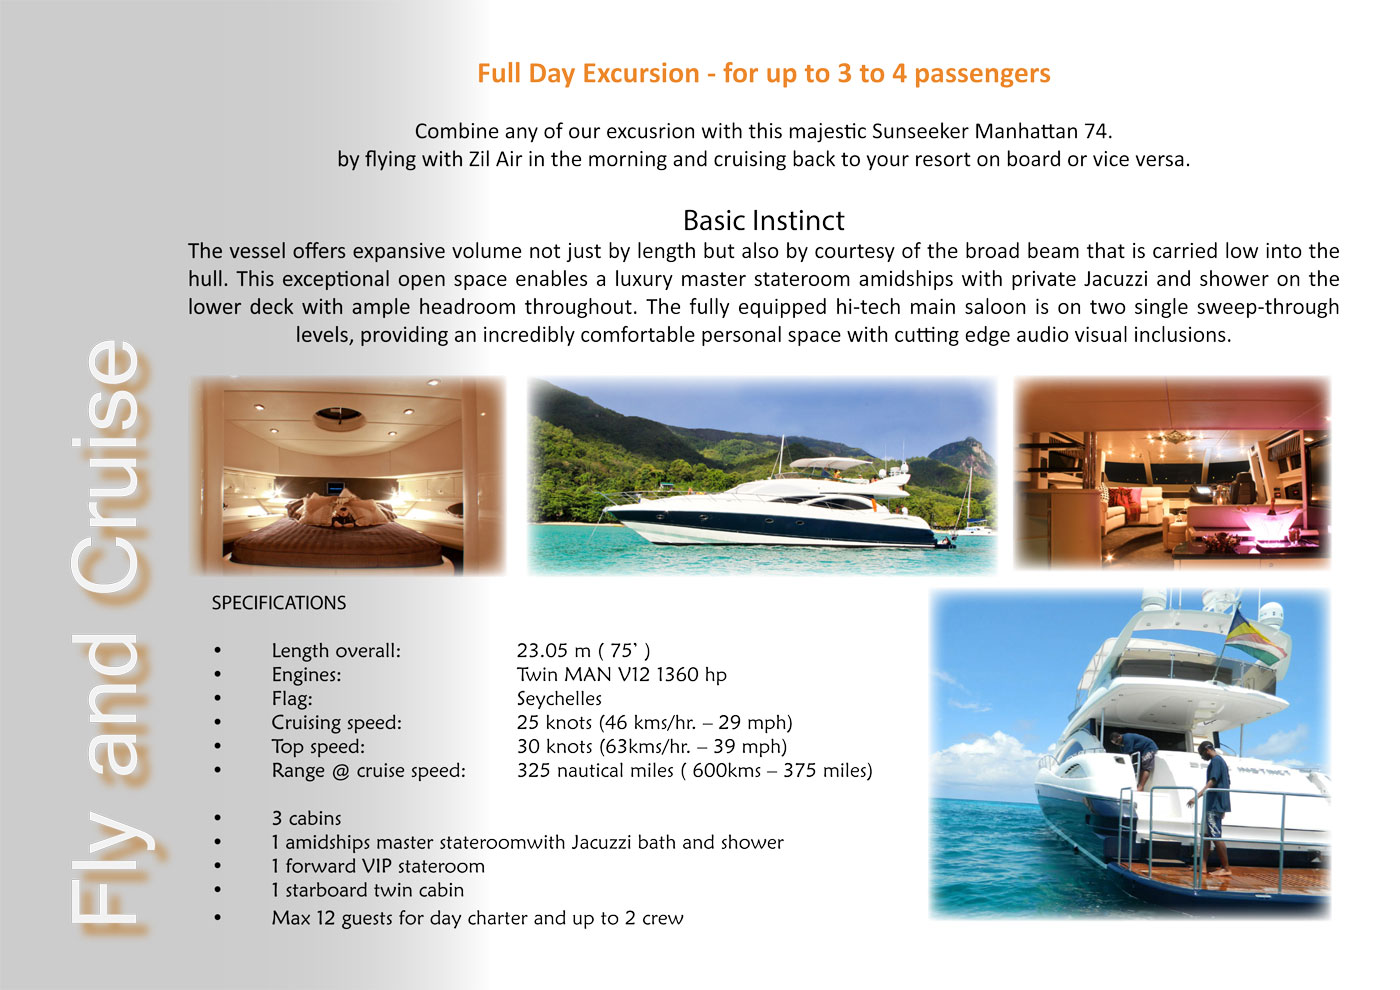 Full Day Excursion - for up to 3 to 4 passengers
Combine any of our excusrion with this majestic Sunseeker Manhattan 74.
by flying with Zil Air in the morning and cruising back to your resort on board or vice versa.
Basic Instinct
The vessel offers expansive volume not just by length but also by courtesy of the broad beam that is carried low into the
hull. This exceptional open space enables a luxury master stateroom amidships with private Jacuzzi and shower on the
lower deck with ample headroom throughout. The fully equipped hi-tech main saloon is on two single sweep-through
levels, providing an incredibly comfortable personal space with cutting edge audio visual inclusions.
Fly and Cruise
SPECIFICATIONS
• Length overall: 23.05 m ( 75' )
• Engines: Twin MAN V12 1360 hp
• Flag: Seychelles
• Cruising speed: 25 knots (46 kms/hr. – 29 mph)
• Top speed: 30 knots (63kms/hr. – 39 mph)
• Range @ cruise speed: 325 nautical miles ( 600kms – 375 miles)
• 3 cabins
• 1 amidships master stateroomwith Jacuzzi bath and shower
• 1 forward VIP stateroom
• 1 starboard twin cabin
• Max 12 guests for day charter and up to 2 crew
INSTINCT